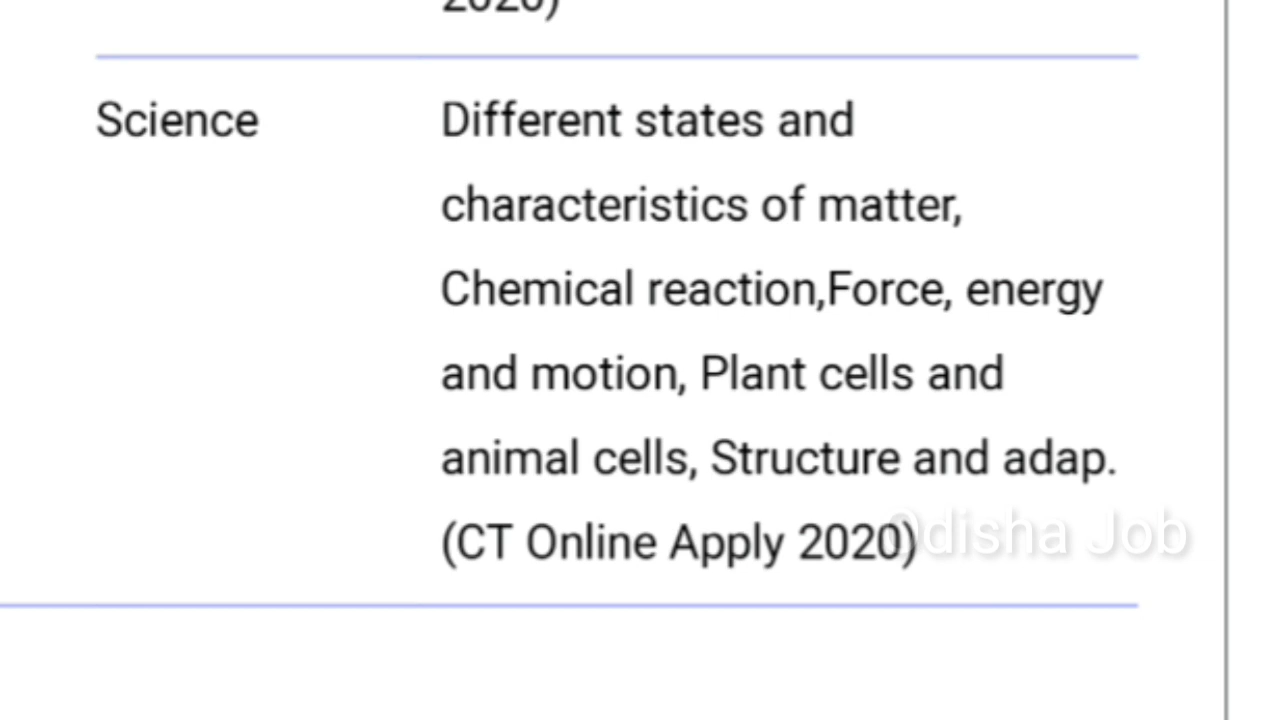 2020)
Science
Different states and
characteristics of matter,
Chemical reaction,Force, energy
and motion, Plant cells and
animal cells, Structure and adap.
(CT Online Apply 2020)
Odisha Job